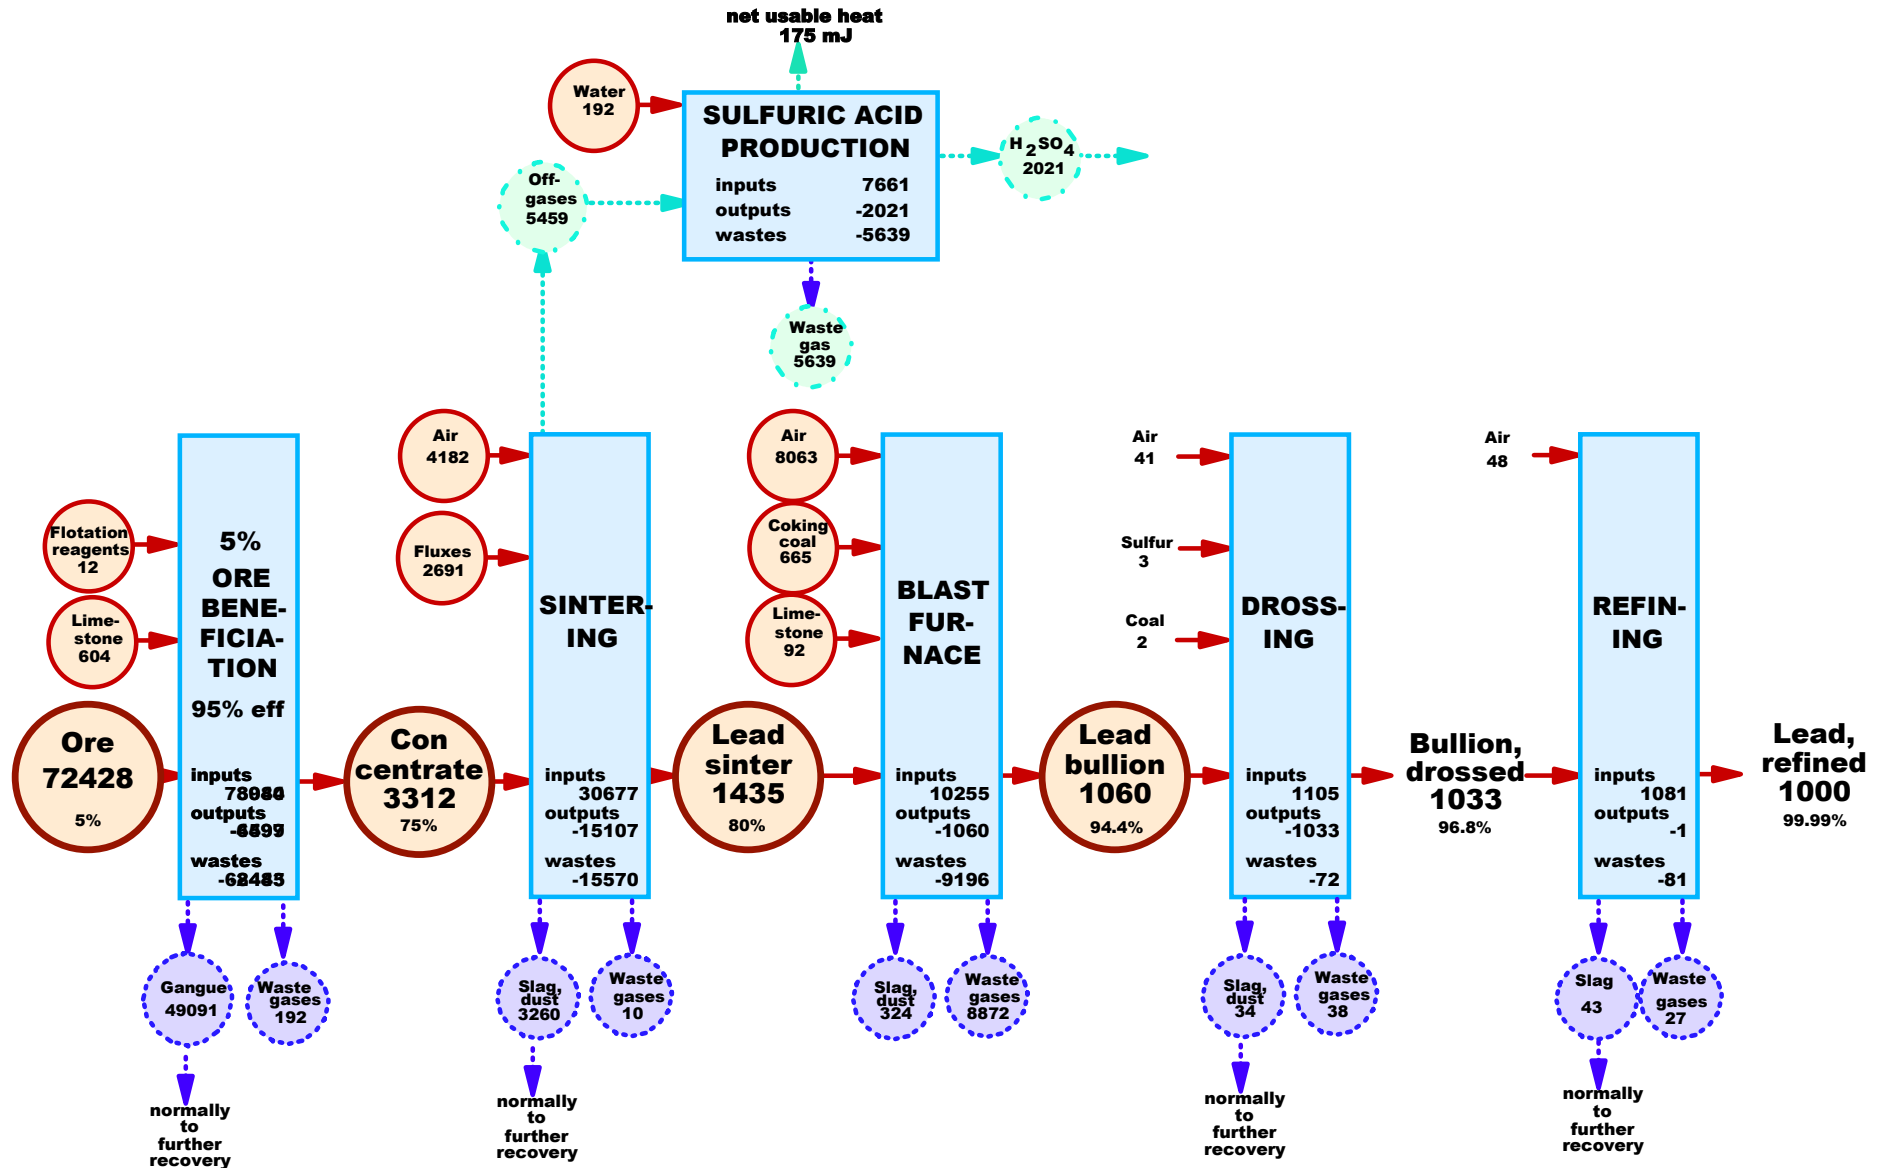 net usable heat
175 mJ
Water
192
SULFURIC ACID
PRODUCTION
inputs 7661
outputs -2021
wastes -5639
H2SO4
2021
Off-
gases
5459
Waste
gas
5639
Flotation
reagents
12
Lime-
stone
604
Ore
72428
5%
5%
ORE
BENE-
FICIA-
TION
95% eff
inputs
outputs
wastes
Gangue
49091
Waste
gases
192
normally
to
further
recovery
Con
centrate
3312
75%
Air
4182
Fluxes
2691
SINTER-
ING
inputs
30677
outputs
-15107
wastes
-15570
Slag,
dust
3260
Waste
gases
10
normally
to
further
recovery
Lead
sinter
1435
80%
Air
8063
Coking
coal
665
Lime-
stone
92
BLAST
FUR-
NACE
inputs
10255
outputs
-1060
wastes
-9196
Slag,
dust
324
Waste
gases
8872
Lead
bullion
1060
94.4%
Air
41
Sulfur
3
Coal
2
DROSS-
ING
inputs
1105
outputs
-1033
wastes
-72
Slag,
dust
34
Waste
gases
38
normally
to
further
recovery
Bullion,
drossed
1033
96.8%
Air
48
REFIN-
ING
inputs
1081
outputs
-1
wastes
-81
Slag
43
Waste
gases
27
normally
to
further
recovery
Lead,
refined
1000
99.99%